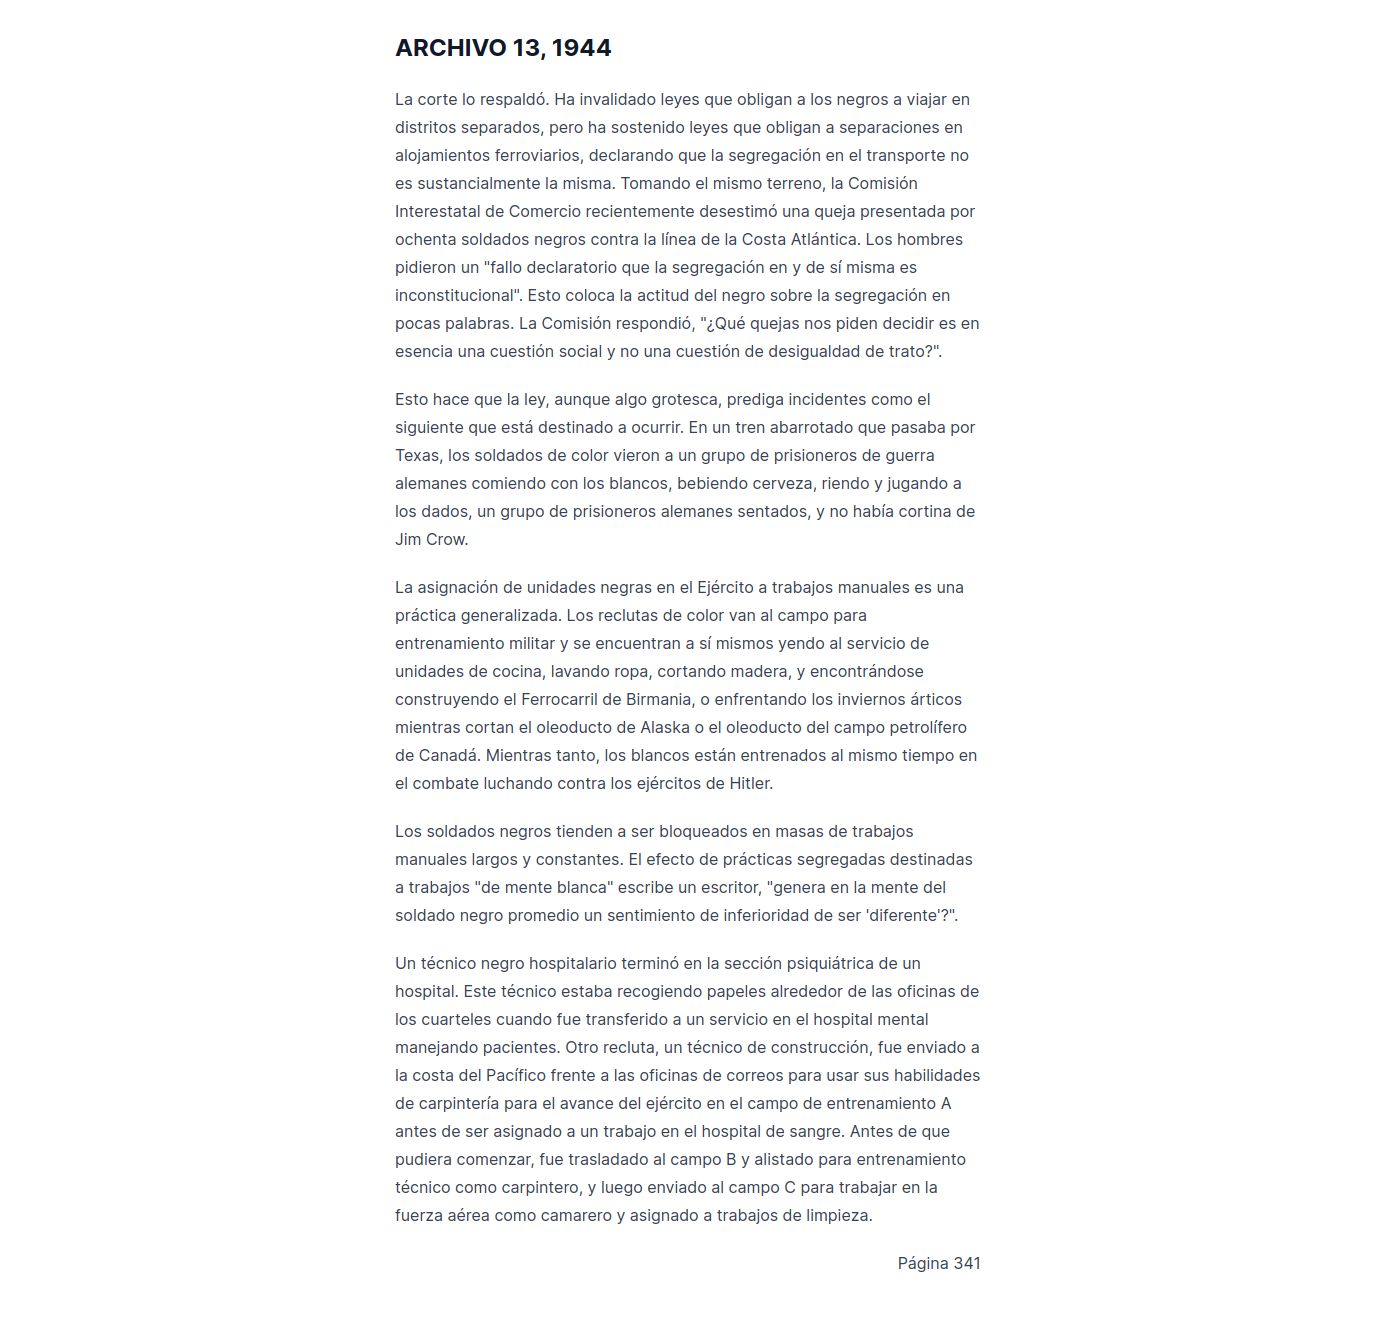 ARCHIVO 13, 1944
La corte lo respaldó. Ha invalidado leyes que obligan a los negros a viajar en
distritos separados, pero ha sostenido leyes que obligan a separaciones en
alojamientos ferroviarios, declarando que la segregación en el transporte no
es sustancialmente la misma. Tomando el mismo terreno, la Comisión
Interestatal de Comercio recientemente desestimó una queja presentada por
ochenta soldados negros contra la línea de la Costa Atlántica. Los hombres
pidieron un "fallo declaratorio que la segregación en y de sí misma es
inconstitucional". Esto coloca la actitud del negro sobre la segregación en
pocas palabras. La Comisión respondió, "¿Qué quejas nos piden decidir es en
esencia una cuestión social y no una cuestión de desigualdad de trato?".
Esto hace que la ley, aunque algo grotesca, prediga incidentes como el
siguiente que está destinado a ocurrir. En un tren abarrotado que pasaba por
Texas, los soldados de color vieron a un grupo de prisioneros de guerra
alemanes comiendo con los blancos, bebiendo cerveza, riendo y jugando a
los dados, un grupo de prisioneros alemanes sentados, y no había cortina de
Jim Crow.
La asignación de unidades negras en el Ejército a trabajos manuales es una
práctica generalizada. Los reclutas de color van al campo para
entrenamiento militar y se encuentran a sí mismos yendo al servicio de
unidades de cocina, lavando ropa, cortando madera, y encontrándose
construyendo el Ferrocarril de Birmania, o enfrentando los inviernos árticos
mientras cortan el oleoducto de Alaska o el oleoducto del campo petrolífero
de Canadá. Mientras tanto, los blancos están entrenados al mismo tiempo en
el combate luchando contra los ejércitos de Hitler.
Los soldados negros tienden a ser bloqueados en masas de trabajos
manuales largos y constantes. El efecto de prácticas segregadas destinadas
a trabajos "de mente blanca" escribe un escritor, "genera en la mente del
soldado negro promedio un sentimiento de inferioridad de ser 'diferente'?".
Un técnico negro hospitalario terminó en la sección psiquiátrica de un
hospital. Este técnico estaba recogiendo papeles alrededor de las oficinas de
los cuarteles cuando fue transferido a un servicio en el hospital mental
manejando pacientes. Otro recluta, un técnico de construcción, fue enviado a
la costa del Pacífico frente a las oficinas de correos para usar sus habilidades
de carpintería para el avance del ejército en el campo de entrenamiento A
antes de ser asignado a un trabajo en el hospital de sangre. Antes de que
pudiera comenzar, fue trasladado al campo B y alistado para entrenamiento
técnico como carpintero, y luego enviado al campo C para trabajar en la
fuerza aérea como camarero y asignado a trabajos de limpieza.
Página 341